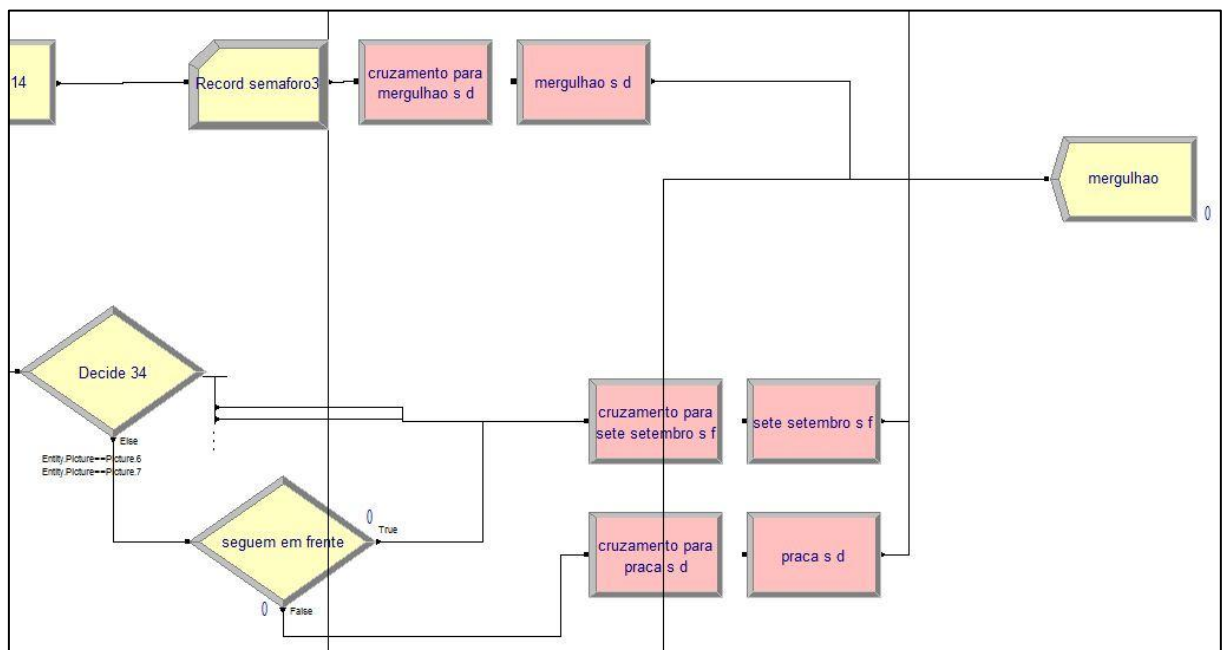 14
Record semaforo3
cruzamento para
mergulhao s d
mergulhao s d
mergulhao
0
Decide 34
Else
Entity.Picture==Picture.6
Entity.Picture==Picture.7
cruzamento para
sete setembro s f
sete setembro s f
0
True
seguem em frente
0
False
cruzamento para
praca s d
praca s d